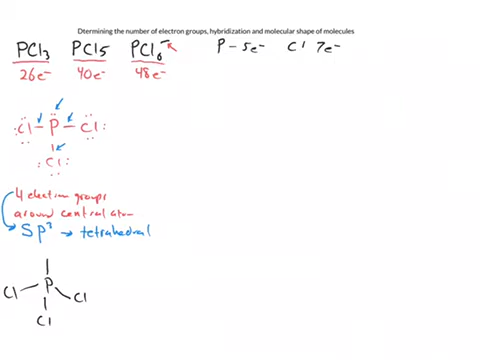 Dtermining the number of electron groups, hybridization and molecular shape of molecules
PCl3 PCl5 PCl6⁻ P - 5e⁻ Cl 7e⁻
26e⁻ 40e⁻ 48e⁻
:Cl - P - Cl:
:Cl:
4 electron groups
around central atom
Sp³ → tetrahedral
P
Cl Cl
Cl